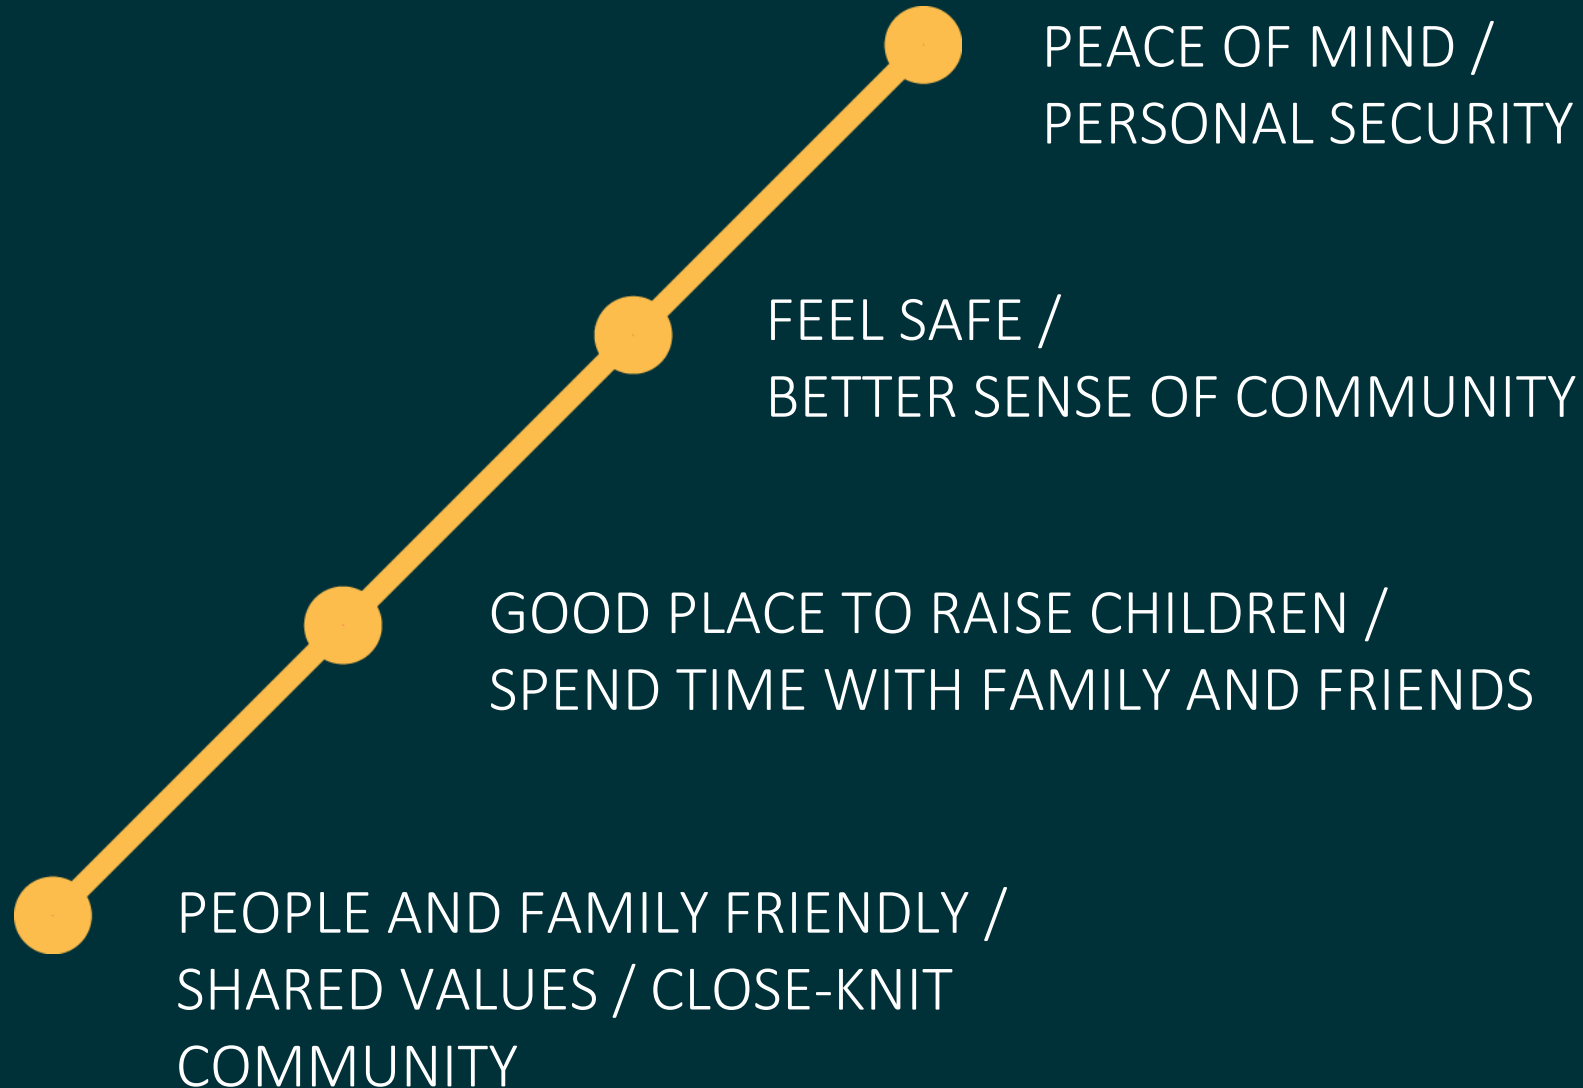 PEACE OF MIND /
PERSONAL SECURITY
FEEL SAFE /
BETTER SENSE OF COMMUNITY
GOOD PLACE TO RAISE CHILDREN /
SPEND TIME WITH FAMILY AND FRIENDS
PEOPLE AND FAMILY FRIENDLY /
SHARED VALUES / CLOSE-KNIT
COMMUNITY